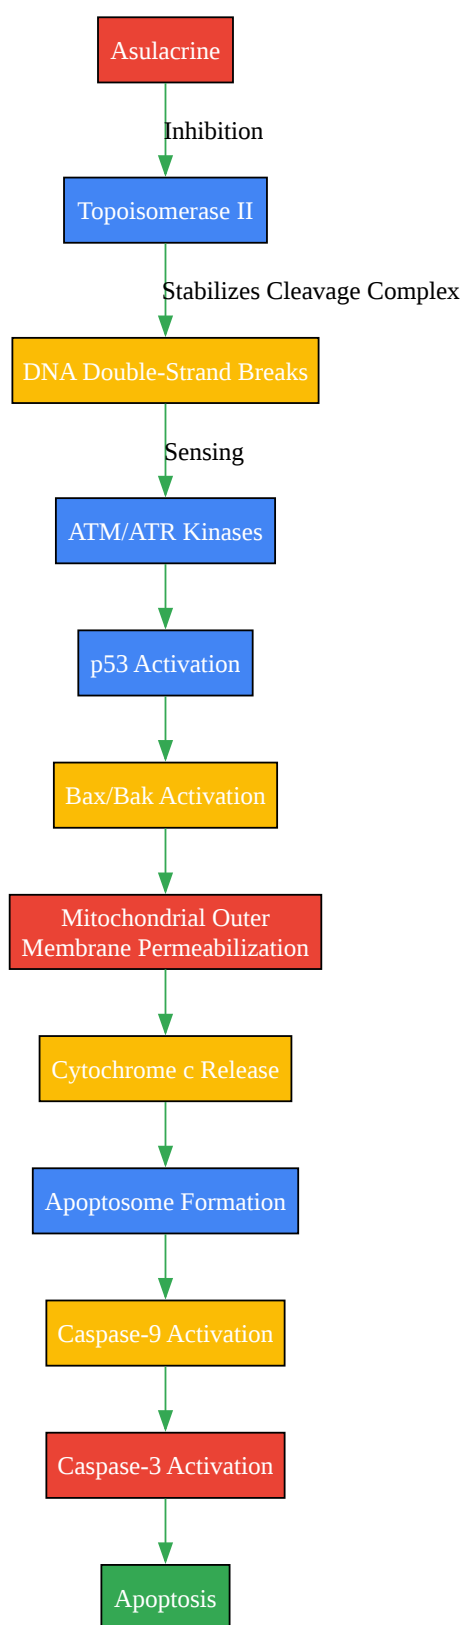 Asulacrine
Inhibition
Topoisomerase II
Stabilizes Cleavage Complex
DNA Double-Strand Breaks
Sensing
ATM/ATR Kinases
p53 Activation
Bax/Bak Activation
Mitochondrial Outer
Membrane Permeabilization
Cytochrome c Release
Apoptosome Formation
Caspase-9 Activation
Caspase-3 Activation
Apoptosis